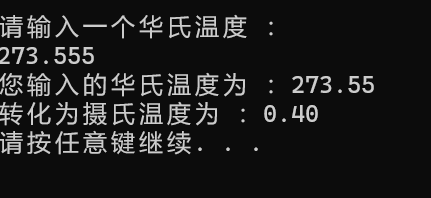 请输入一个华氏温度 :
273.555
您输入的华氏温度为 : 273.55
转化为摄氏温度为 : 0.40
请按任意键继续. . .